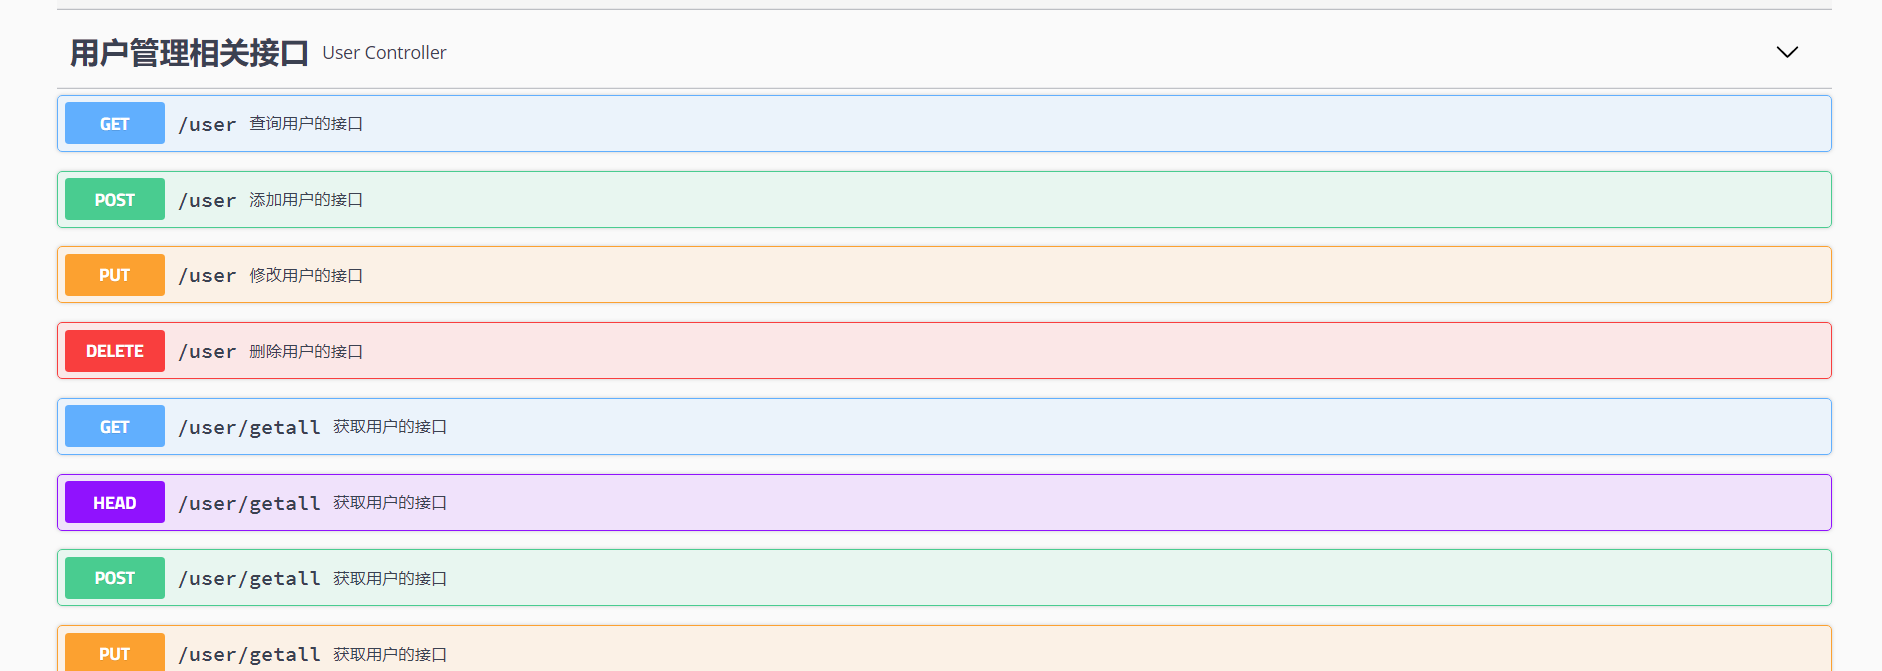 用户管理相关接口 User Controller
GET /user 查询用户的接口
POST /user 添加用户的接口
PUT /user 修改用户的接口
DELETE /user 删除用户的接口
GET /user/getall 获取用户的接口
HEAD /user/getall 获取用户的接口
POST /user/getall 获取用户的接口
PUT /user/getall 获取用户的接口